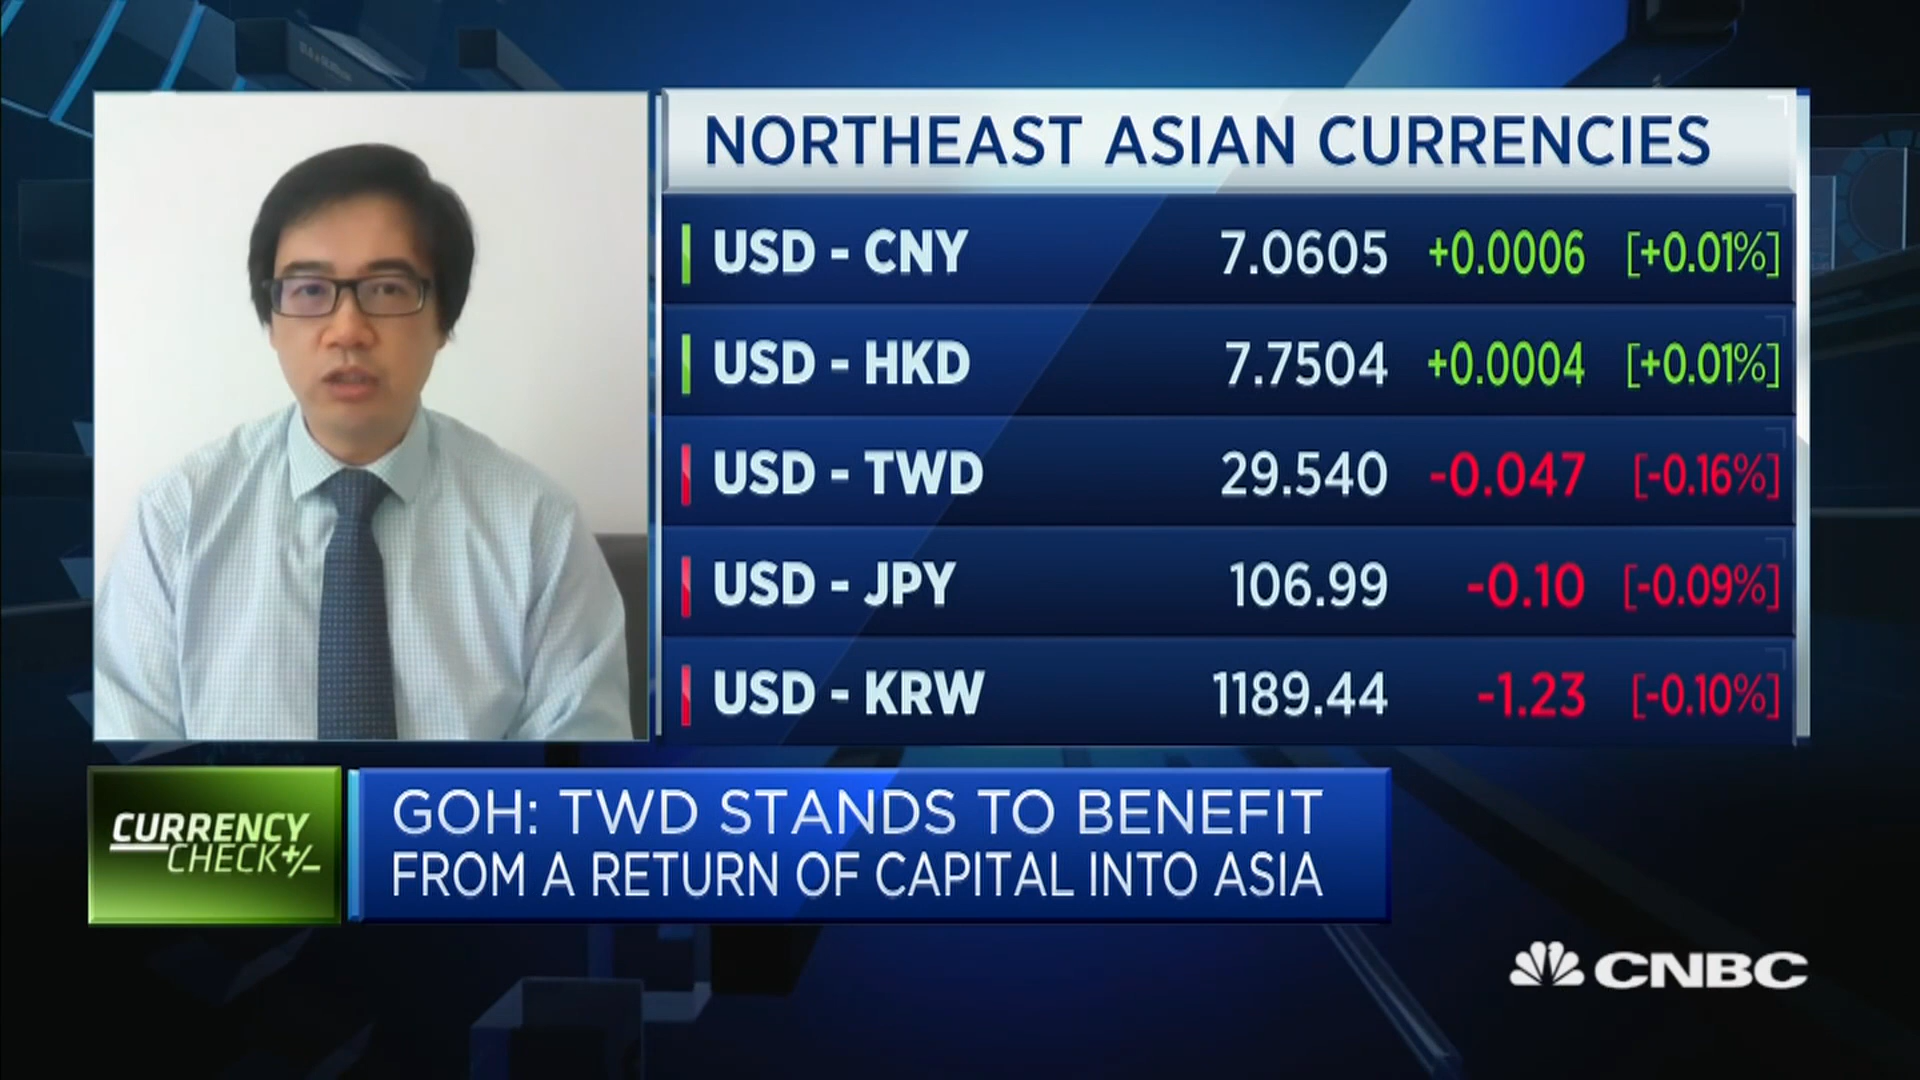 NORTHEAST ASIAN CURRENCIES
USD - CNY 7.0605 +0.0006 [+0.01%]
USD - HKD 7.7504 +0.0004 [+0.01%]
USD - TWD 29.540 -0.047 [-0.16%]
USD - JPY 106.99 -0.10 [-0.09%]
USD - KRW 1189.44 -1.23 [-0.10%]
CURRENCY
CHECK+/-
GOH: TWD STANDS TO BENEFIT
FROM A RETURN OF CAPITAL INTO ASIA
CNBC